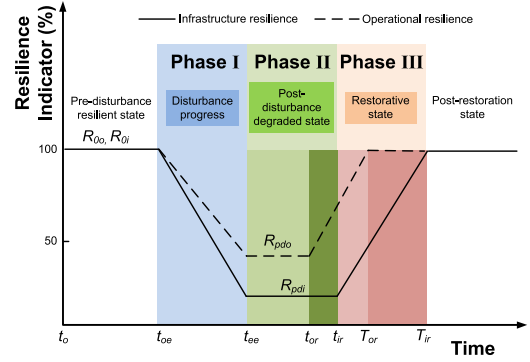 Infrastructure resilience
Operational resilience
Resilience
Indicator (%)
Phase I
Phase II
Phase III
Pre-disturbance
resilient state
Disturbance
progress
Post-
disturbance
degraded state
Restorative
state
Post-restoration
state
R0o, R0i
100
50
Rpdo
Rpdi
to
toe
tee
tor
tir
Tor
Tir
Time